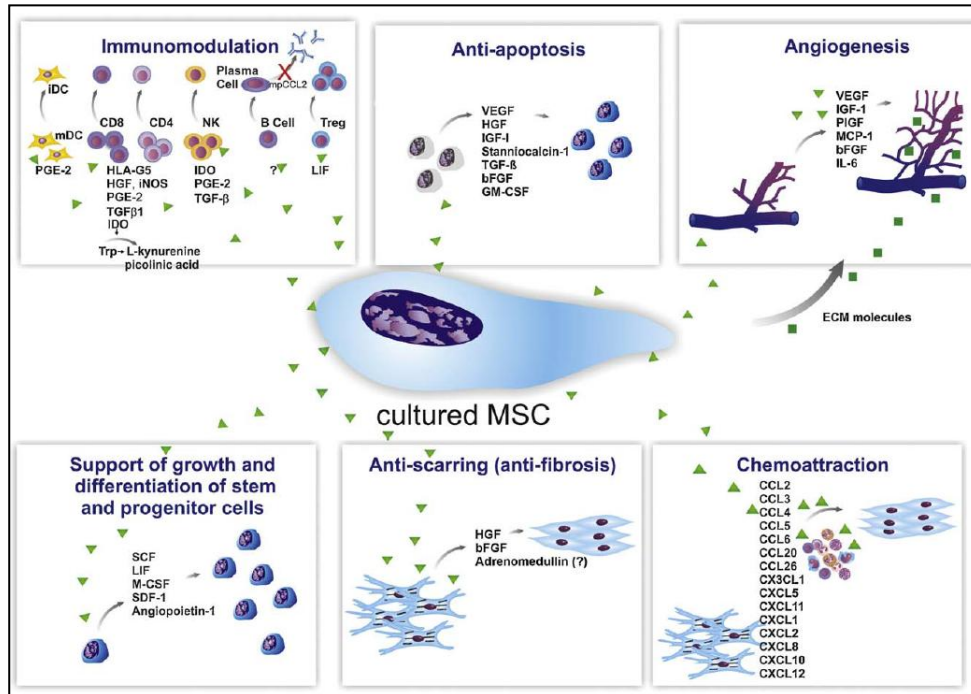 Immunomodulation
iDC
Plasma
Cell
mpCCL2
X
mDC
CD8
CD4
NK
B Cell
Treg
PGE-2
HLA-G5
HGF, iNOS
PGE-2
TGFβ1
IDO
IDO
PGE-2
TGF-β
?
LIF
Trp→L-kynurenine
picolinic acid
Anti-apoptosis
VEGF
HGF
IGF-I
Stanniocalcin-1
TGF-ß
bFGF
GM-CSF
Angiogenesis
VEGF
IGF-1
PIGF
MCP-1
bFGF
IL-6
ECM molecules
cultured MSC
Support of growth and
differentiation of stem
and progenitor cells
SCF
LIF
M-CSF
SDF-1
Angiopoietin-1
Anti-scarring (anti-fibrosis)
HGF
bFGF
Adrenomedullin (?)
Chemoattraction
CCL2
CCL3
CCL4
CCL5
CCL6
CCL20
CCL26
CX3CL1
CXCL5
CXCL11
CXCL1
CXCL2
CXCL8
CXCL10
CXCL12